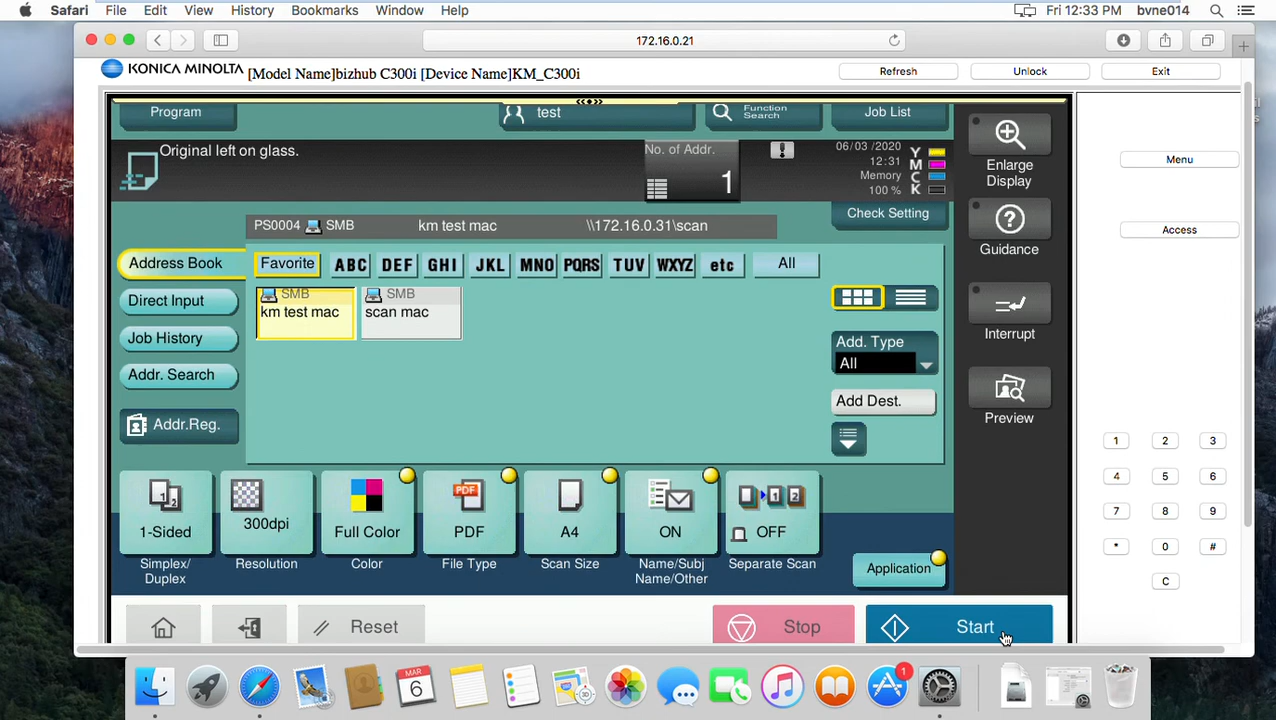 Safari File Edit View History Bookmarks Window Help Fri 12:33 PM bvne014
172.16.0.21
KONICA MINOLTA [Model Name]bizhub C300i [Device Name]KM_C300i Refresh Unlock Exit
Program test Function Search Job List
Original left on glass. No. of Addr. 1 06/03/2020 12:31 Memory 100 % Y M C K
PS0004 SMB km test mac \\172.16.0.31\scan Check Setting
Address Book Favorite ABC DEF GHI JKL MNO PQRS TUV WXYZ etc All
Direct Input
Job History
Addr. Search
Addr.Reg.
SMB km test mac
SMB scan mac
Add. Type
All
Add Dest.
Enlarge Display
Guidance
Interrupt
Preview
1-Sided 300dpi Full Color PDF A4 ON OFF
Simplex/ Duplex Resolution Color File Type Scan Size Name/Subj Name/Other Separate Scan Application
Reset Stop Start
Menu
Access
1 2 3
4 5 6
7 8 9
* 0 #
C
MAR 6 1